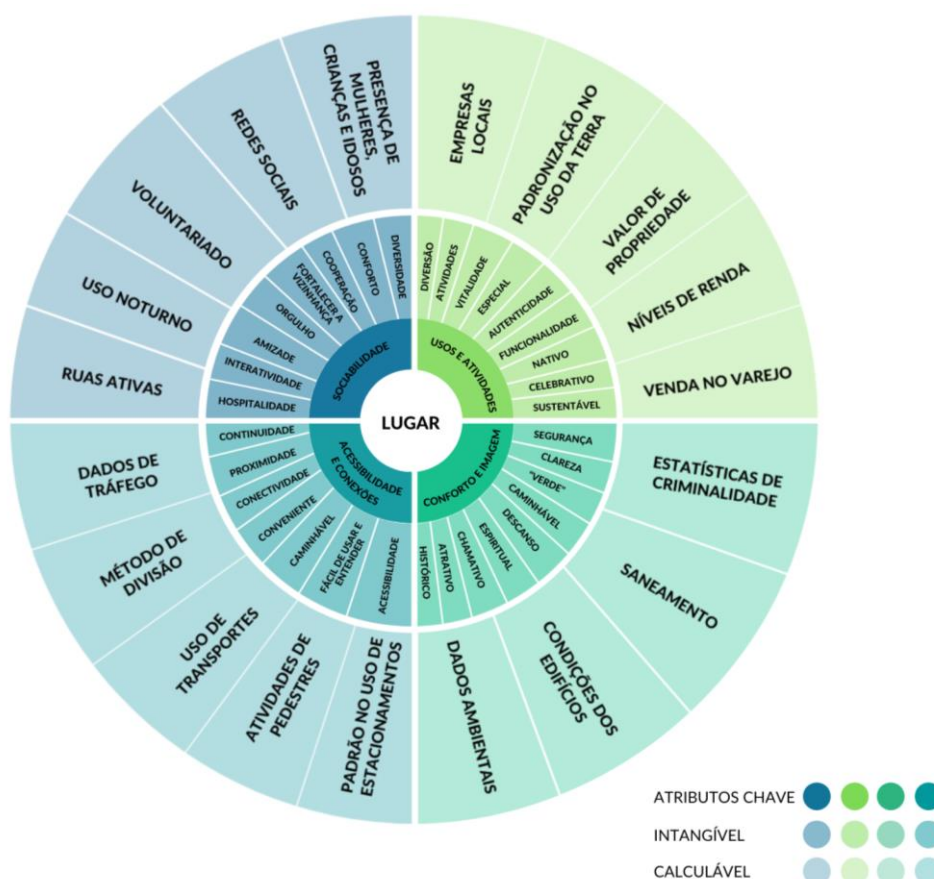 PRESENÇA DE
MULHERES,
CRIANÇAS E IDOSOS
REDES SOCIAIS
VOLUNTARIADO
USO NOTURNO
RUAS ATIVAS
EMPRESAS
LOCAIS
PADRONIZAÇÃO NO
USO DA TERRA
VALOR DE
PROPRIEDADE
NÍVEIS DE RENDA
VENDA NO VAREJO
DIVERSIDADE
CONFORTO
COOPERAÇÃO
FORTALECER A
VIZINHANÇA
ORGULHO
AMIZADE
INTERATIVIDADE
HOSPITALIDADE
DIVERSÃO
ATIVIDADES
VITALIDADE
ESPECIAL
AUTENTICIDADE
FUNCIONALIDADE
NATIVO
CELEBRATIVO
SUSTENTÁVEL
SOCIABILIDADE
USOS E ATIVIDADES
LUGAR
ACESSIBILIDADE
E CONEXÕES
CONFORTO E IMAGEM
CONTINUIDADE
PROXIMIDADE
CONECTIVIDADE
CONVENIENTE
CAMINHÁVEL
FÁCIL DE USAR E
ENTENDER
ACESSIBILIDADE
SEGURANÇA
CLAREZA
"VERDE"
CAMINHÁVEL
DESCANSO
ESPIRITUAL
CHAMATIVO
ATRATIVO
HISTÓRICO
DADOS DE
TRÁFEGO
MÉTODO DE
DIVISÃO
USO DE
TRANSPORTES
ATIVIDADES DE
PEDESTRES
PADRÃO NO USO DE
ESTACIONAMENTOS
ESTATÍSTICAS DE
CRIMINALIDADE
SANEAMENTO
CONDIÇÕES DOS
EDIFÍCIOS
DADOS AMBIENTAIS
ATRIBUTOS CHAVE
INTANGÍVEL
CALCULÁVEL